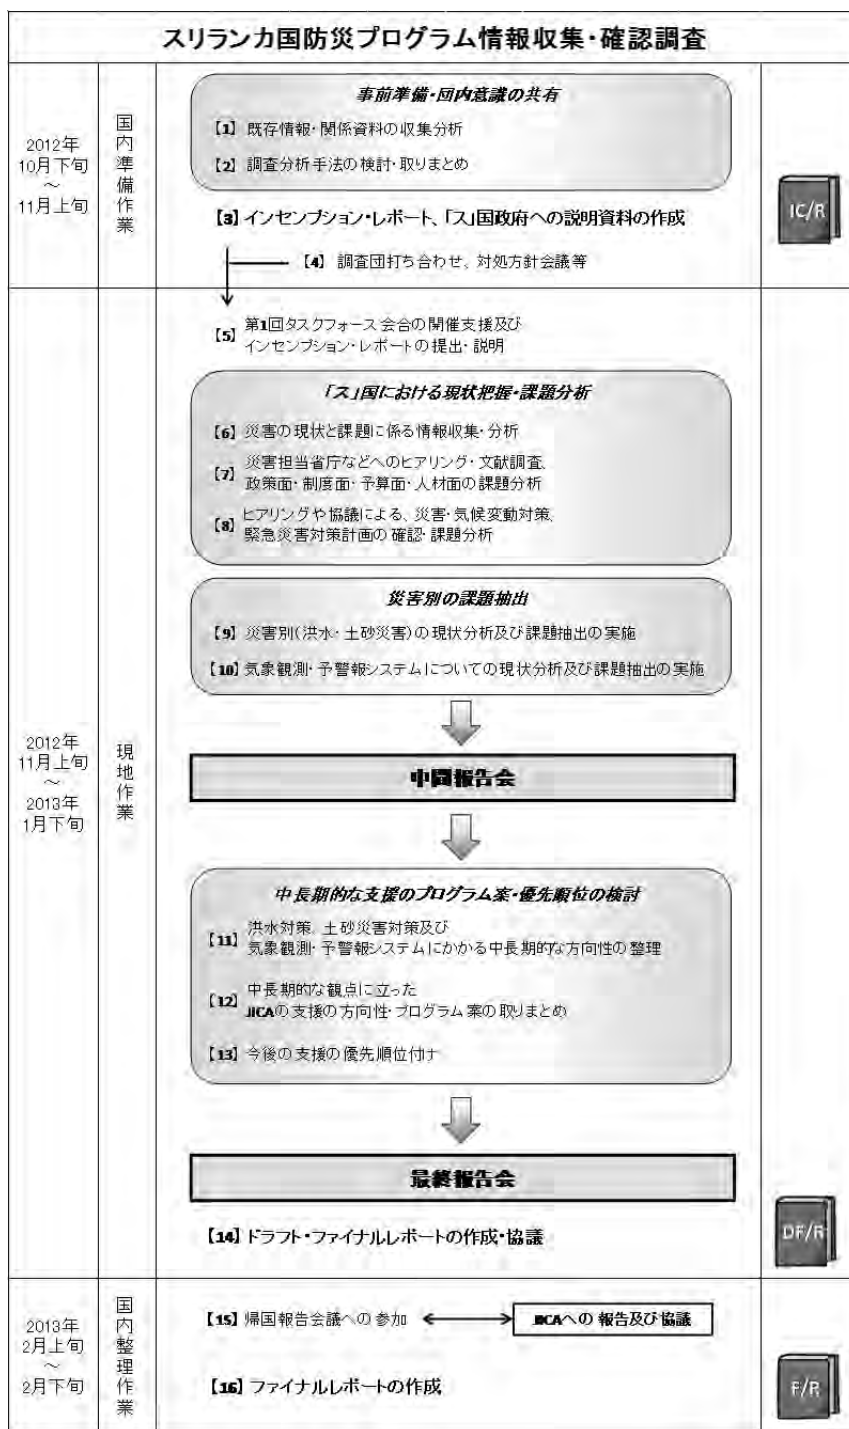 スリランカ国防災プログラム情報収集・確認調査
2012年
10月下旬
～
11月上旬
国内準備作業
事前準備・団内意識の共有
【1】既存情報・関係資料の収集分析
【2】調査分析手法の検討・取りまとめ
【3】インセンプション・レポート、「ス」国政府への説明資料の作成
【4】調査団打ち合わせ、対処方針会議等
IC/R
2012年
11月上旬
～
2013年
1月下旬
現地作業
【5】第1回タスクフォース会合の開催支援及び
インセンプション・レポートの提出・説明
「ス」国における現状把握・課題分析
【6】災害の現状と課題に係る情報収集・分析
【7】災害担当省庁などへのヒアリング・文献調査、
政策面・制度面・予算面・人材面の課題分析
【8】ヒアリングや協議による、災害・気候変動対策、
緊急災害対策計画の確認・課題分析
災害別の課題抽出
【9】災害別(洪水・土砂災害)の現状分析及び課題抽出の実施
【10】気象観測・予警報システムについての現状分析及び課題抽出の実施
中間報告会
中長期的な支援のプログラム案・優先順位の検討
【11】洪水対策、土砂災害対策及び
気象観測・予警報システムにかかる中長期的な方向性の整理
【12】中長期的な観点に立った
JICAの支援の方向性・プログラム案の取りまとめ
【13】今後の支援の優先順位付け
最終報告会
【14】ドラフト・ファイナルレポートの作成・協議
DF/R
2013年
2月上旬
～
2月下旬
国内整理作業
【15】帰国報告会議への参加
JICAへの報告及び協議
【16】ファイナルレポートの作成
F/R